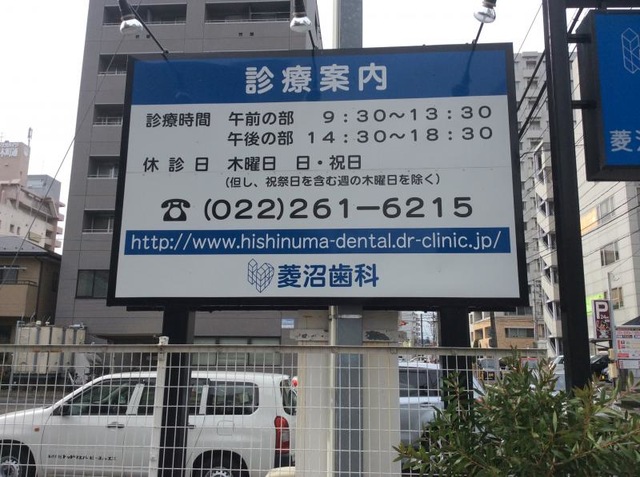 診療案内
診療時間 午前の部 9:30～13:30
午後の部 14:30～18:30
休診日 木曜日 日・祝日
(但し、祝祭日を含む週の木曜日を除く)
☎ (022)261-6215
http://www.hishinuma-dental.dr-clinic.jp/
菱沼歯科
菱沼
P